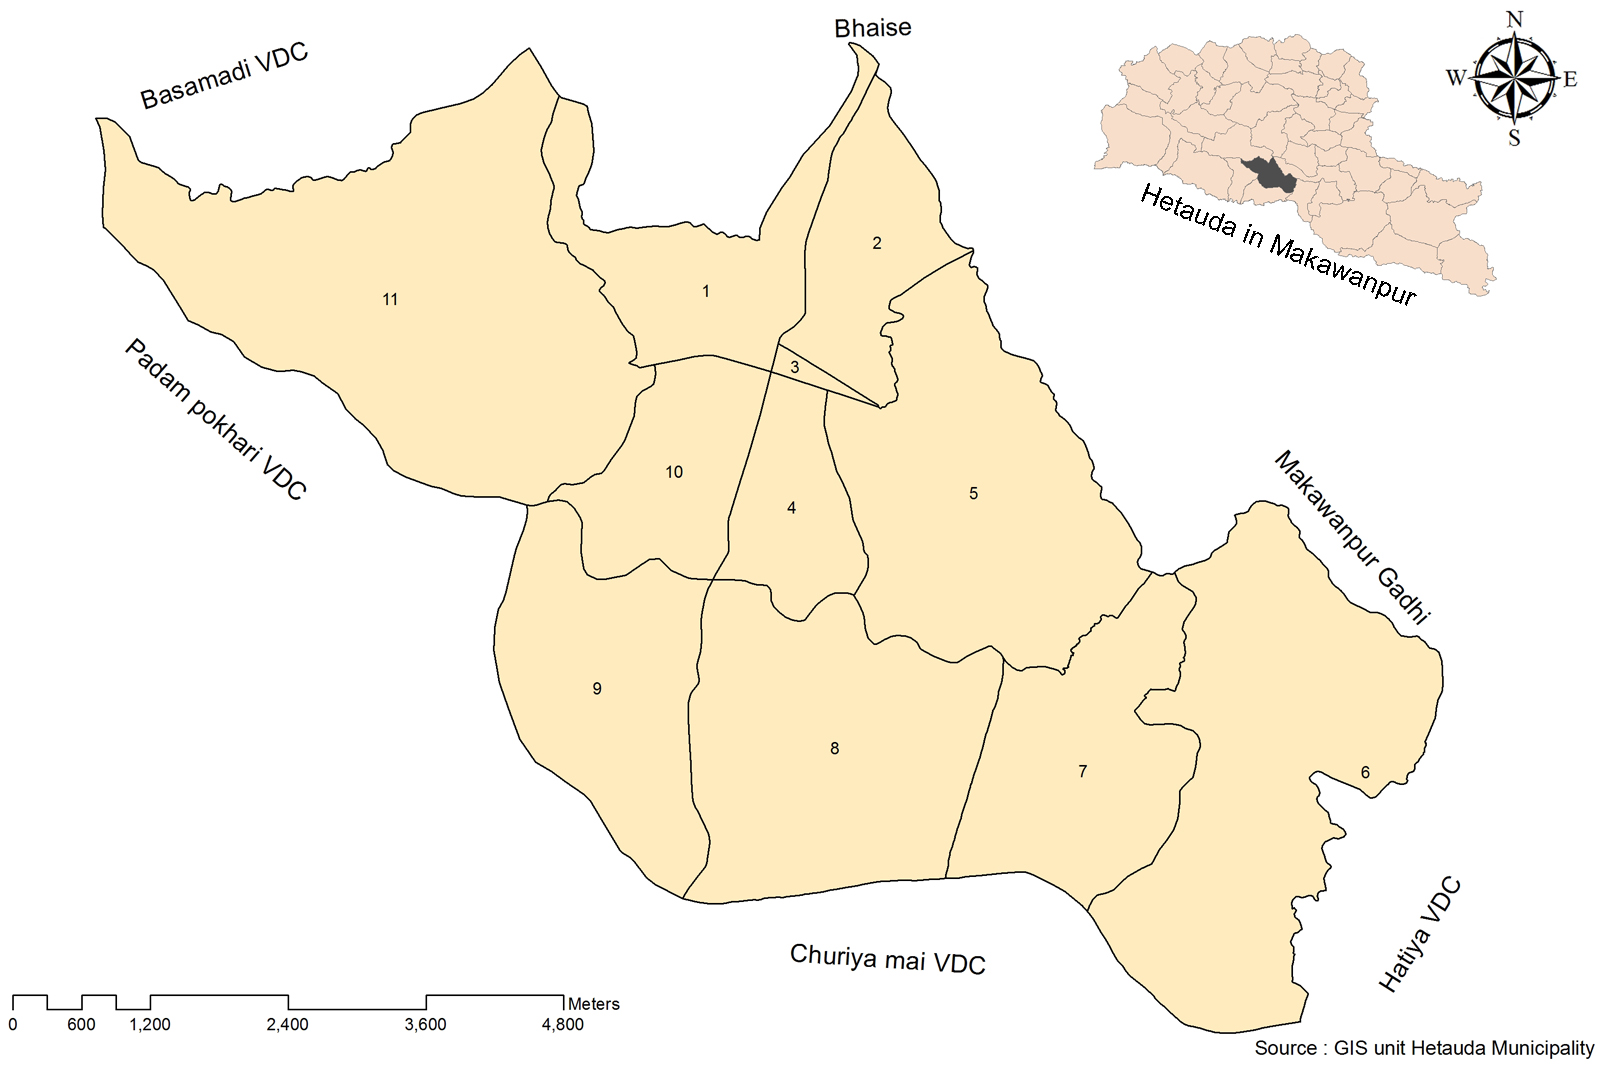 Bhaise
N
Basamadi VDC
W
E
S
Hetauda in Makawanpur
2
1
11
3
Padam pokhari VDC
10
5
4
Makawanpur Gadhi
9
8
7
6
Hatiya VDC
Churiya mai VDC
Meters
0 600 1,200 2,400 3,600 4,800
Source : GIS unit Hetauda Municipality